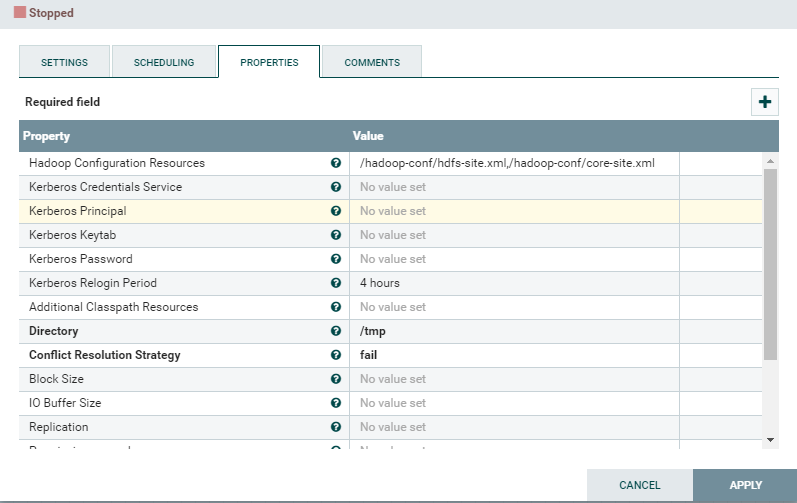 Stopped
SETTINGS SCHEDULING PROPERTIES COMMENTS
Required field
Property Value
Hadoop Configuration Resources /hadoop-conf/hdfs-site.xml,/hadoop-conf/core-site.xml
Kerberos Credentials Service No value set
Kerberos Principal No value set
Kerberos Keytab No value set
Kerberos Password No value set
Kerberos Relogin Period 4 hours
Additional Classpath Resources No value set
Directory /tmp
Conflict Resolution Strategy fail
Block Size No value set
IO Buffer Size No value set
Replication No value set
CANCEL APPLY